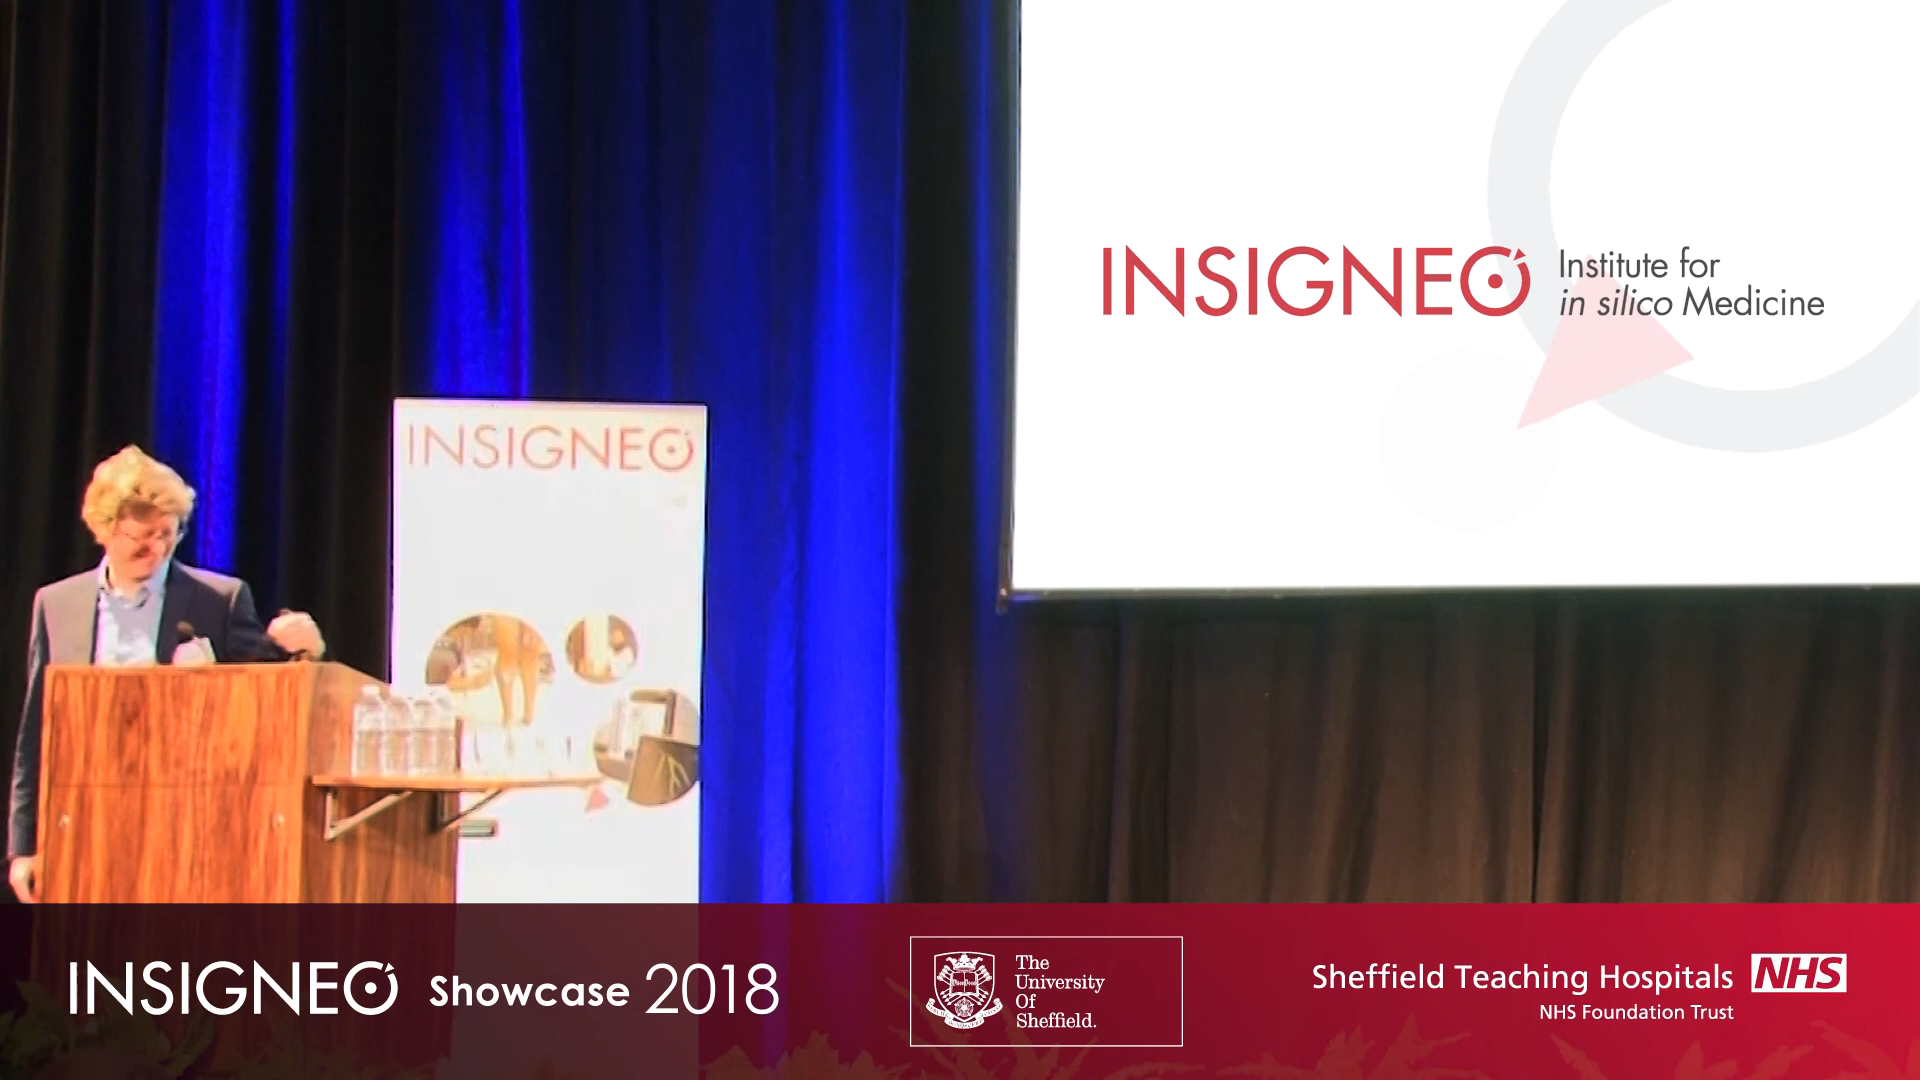 INSIGNEO
Institute for
in silico Medicine
INSIGNEO
INSIGNEO Showcase 2018
The
University
Of
Sheffield.
Sheffield Teaching Hospitals NHS
NHS Foundation Trust